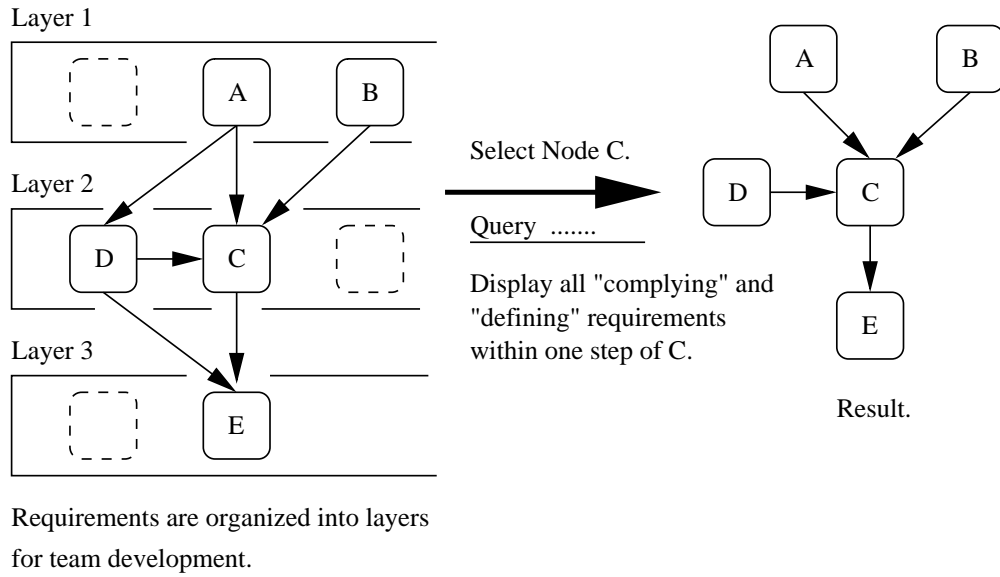 Layer 1
A
B
Layer 2
D
C
Layer 3
E
Requirements are organized into layers
for team development.
Select Node C.
Query .......
Display all "complying" and
"defining" requirements
within one step of C.
A
B
D
C
E
Result.